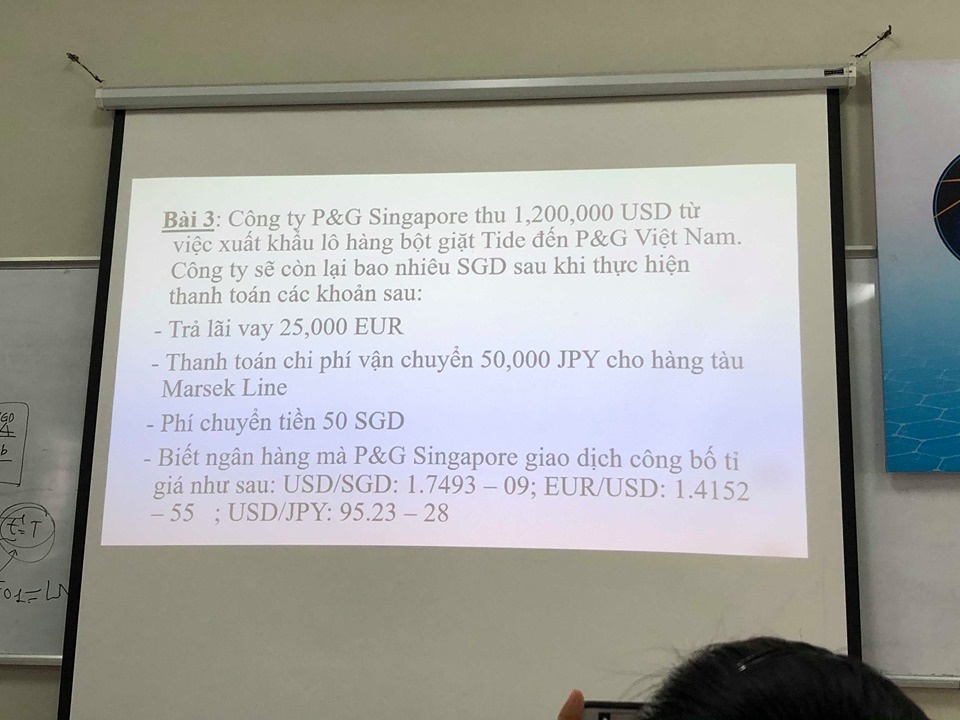 Bài 3: Công ty P&G Singapore thu 1,200,000 USD từ
việc xuất khẩu lô hàng bột giặt Tide đến P&G Việt Nam.
Công ty sẽ còn lại bao nhiêu SGD sau khi thực hiện
thanh toán các khoản sau:
- Trả lãi vay 25,000 EUR
- Thanh toán chi phí vận chuyển 50,000 JPY cho hàng tàu
Marsek Line
- Phí chuyển tiền 50 SGD
- Biết ngân hàng mà P&G Singapore giao dịch công bố tỉ
giá như sau: USD/SGD: 1.7493 – 09; EUR/USD: 1.4152
– 55 ; USD/JPY: 95.23 – 28